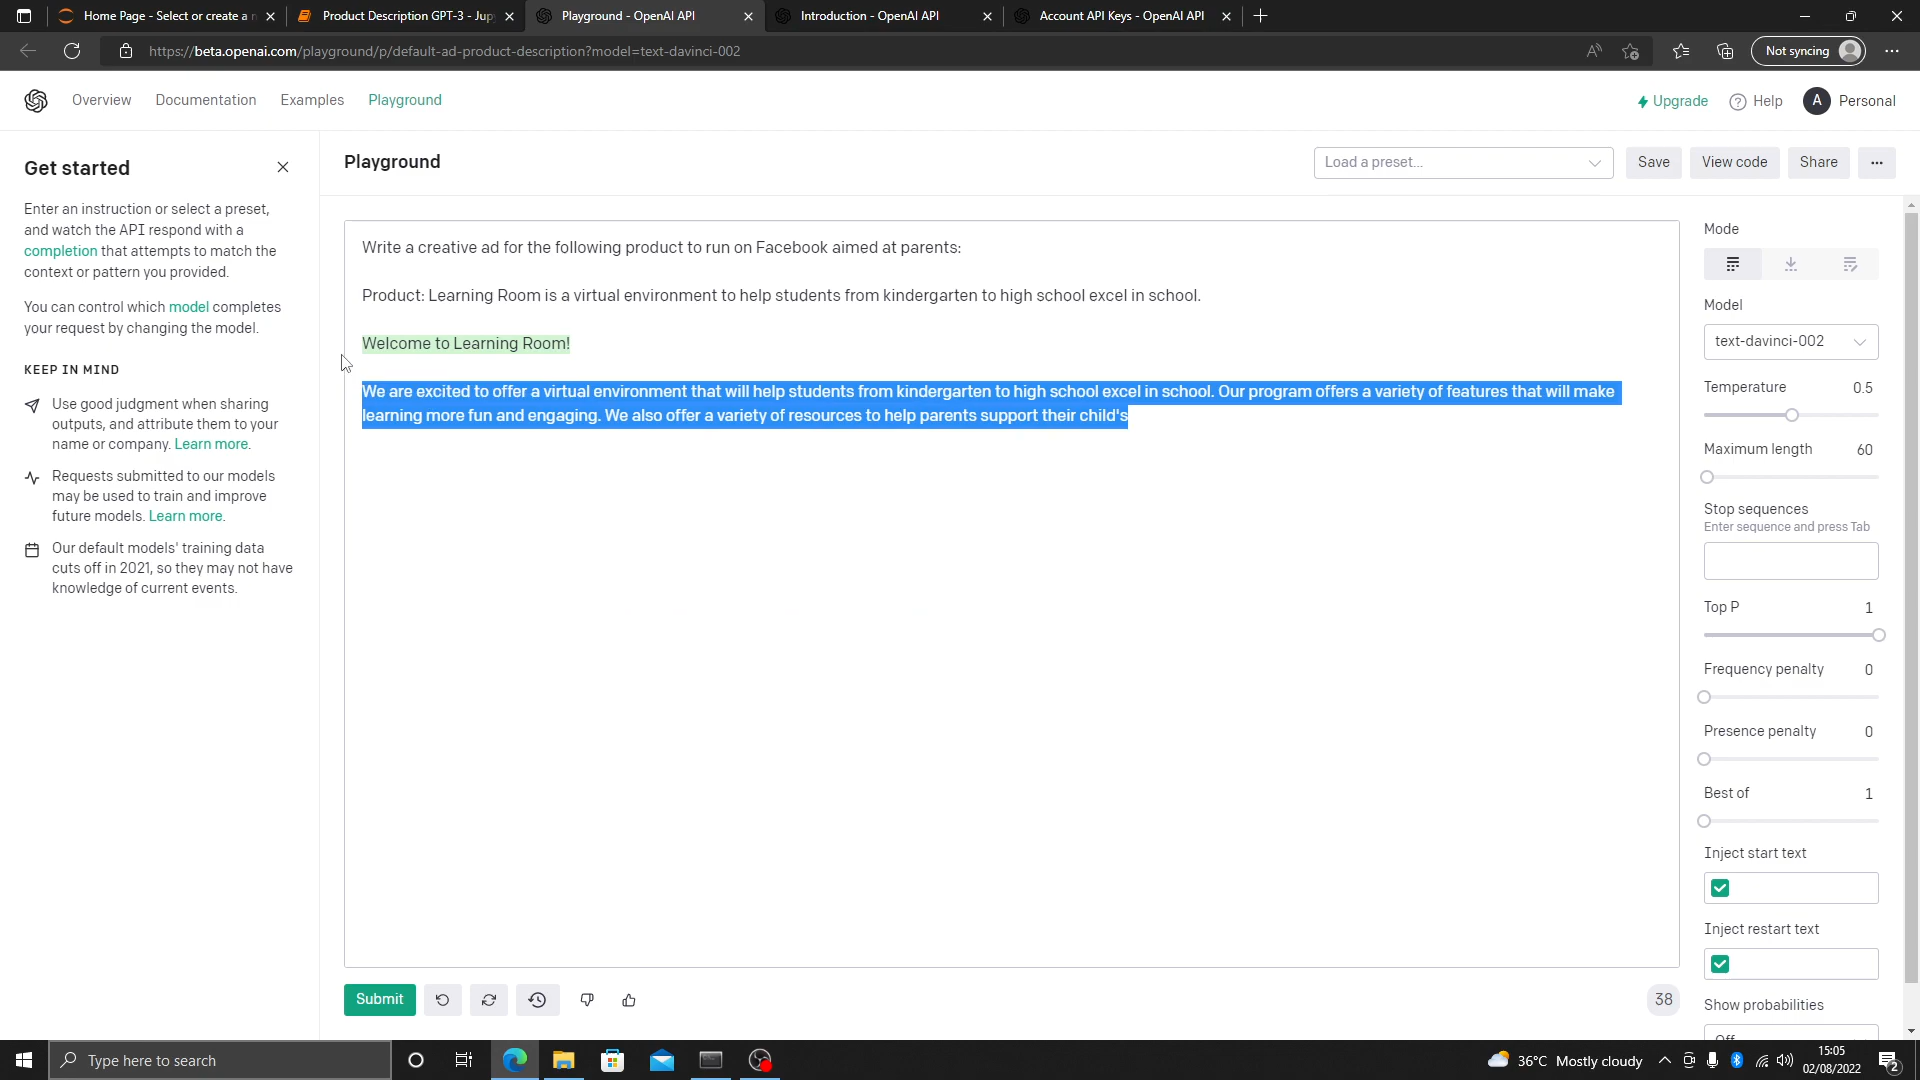 Home Page - Select or create a n
Product Description GPT-3 - Jup
Playground - OpenAI API
Introduction - OpenAI API
Account API Keys - OpenAI API
https://beta.openai.com/playground/p/default-ad-product-description?model=text-davinci-002
Not syncing
Overview
Documentation
Examples
Playground
Upgrade
Help
A
Personal
Get started
Enter an instruction or select a preset,
and watch the API respond with a
completion that attempts to match the
context or pattern you provided.
You can control which model completes
your request by changing the model.
KEEP IN MIND
Use good judgment when sharing
outputs, and attribute them to your
name or company. Learn more.
Requests submitted to our models
may be used to train and improve
future models. Learn more.
Our default models' training data
cuts off in 2021, so they may not have
knowledge of current events.
Playground
Load a preset...
Save
View code
Share
Write a creative ad for the following product to run on Facebook aimed at parents:
Product: Learning Room is a virtual environment to help students from kindergarten to high school excel in school.
Welcome to Learning Room!
We are excited to offer a virtual environment that will help students from kindergarten to high school excel in school. Our program offers a variety of features that will make
learning more fun and engaging. We also offer a variety of resources to help parents support their child's
Submit
38
Mode
Model
text-davinci-002
Temperature 0.5
Maximum length 60
Stop sequences
Enter sequence and press Tab
Top P 1
Frequency penalty 0
Presence penalty 0
Best of 1
Inject start text
Inject restart text
Show probabilities
Off
Type here to search
36°C Mostly cloudy
15:05
02/08/2022
2